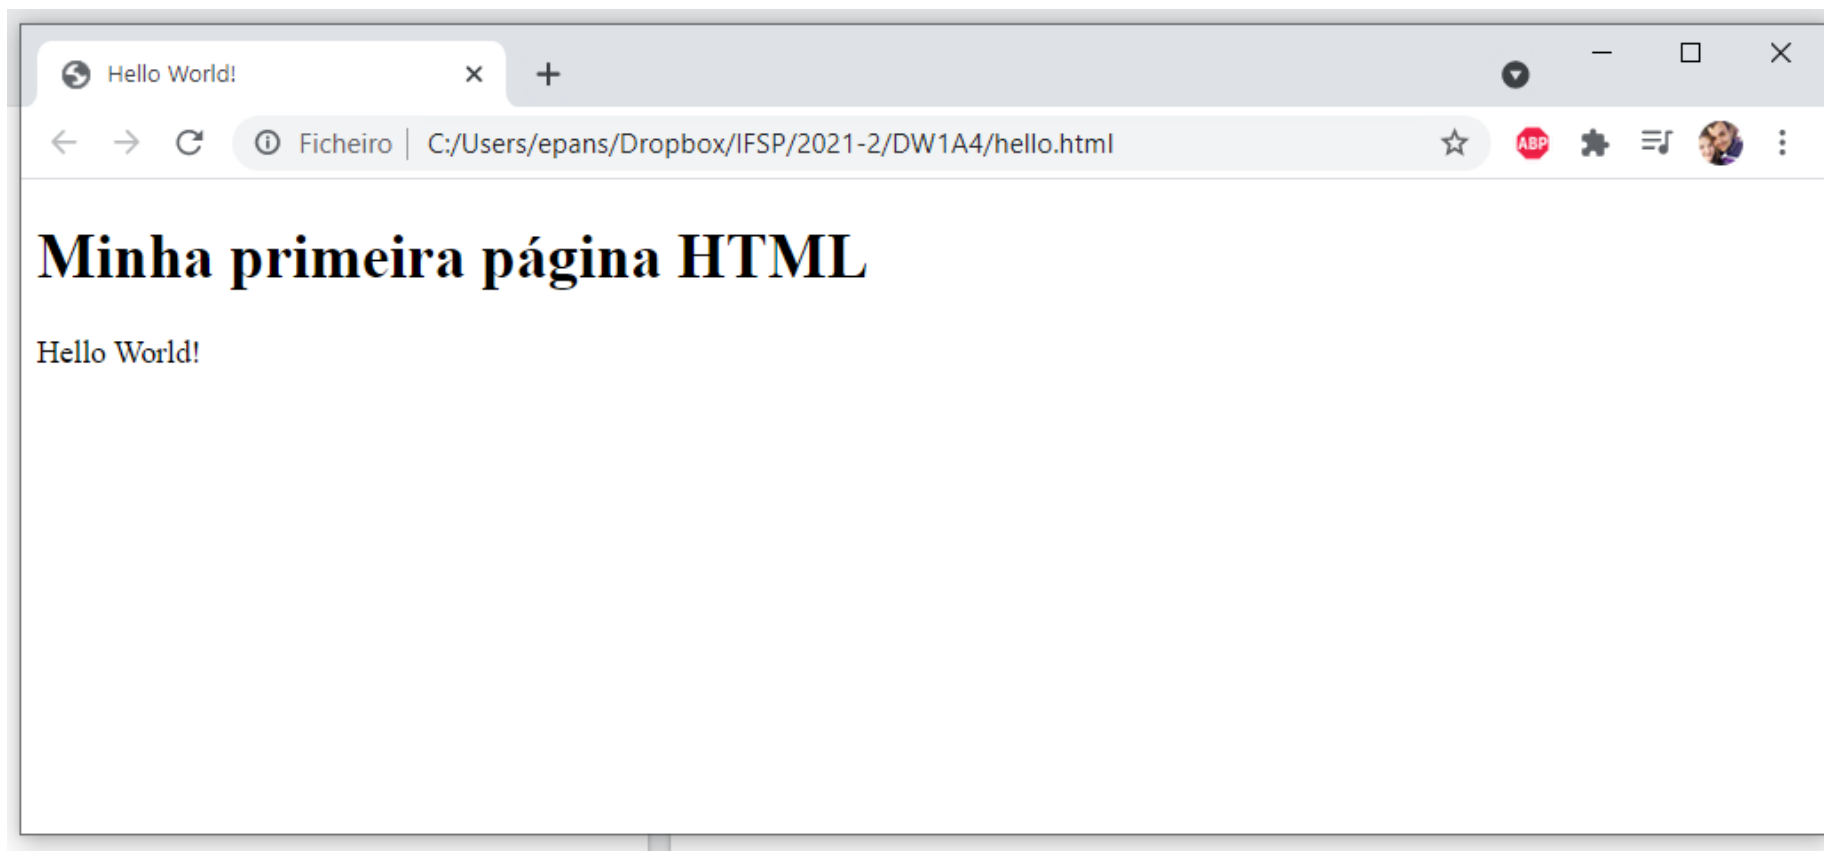 Hello World!
Ficheiro C:/Users/epans/Dropbox/IFSP/2021-2/DW1A4/hello.html
ABP
Minha primeira página HTML
Hello World!